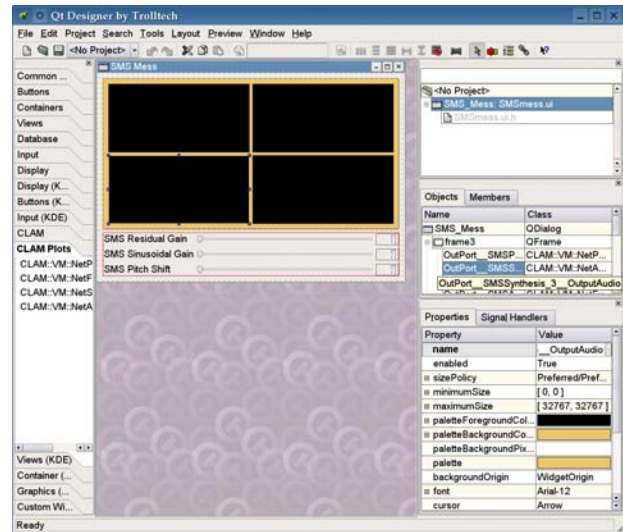 Qt Designer by Trolltech
File Edit Project Search Tools Layout Preview Window Help
<No Project>
Common ...
Buttons
Containers
Views
Database
Input
Display
Display (K...
Buttons (K...
Input (KDE)
CLAM
CLAM Plots
CLAM::VM::NetP
CLAM::VM::NetF
CLAM::VM::NetS
CLAM::VM::NetA
Views (KDE)
Container (...
Graphics (...
Custom Wi...
SMS Mess
SMS Residual Gain
SMS Sinusoidal Gain
SMS Pitch Shift
<No Project>
SMS_Mess: SMSmess.ui
SMSmess.ui.h
Objects Members
Name Class
SMS_Mess QDialog
frame3 QFrame
OutPort__SMSP... CLAM::VM::NetP...
OutPort__SMSS... CLAM::VM::NetA...
OutPort__SMSSynthesis_3__OutputAudio
Properties Signal Handlers
Property Value
name __OutputAudio
enabled True
sizePolicy Preferred/Pref...
minimumSize [ 0, 0 ]
maximumSize [ 32767, 32767 ]
paletteForegroundCol...
paletteBackgroundCo...
paletteBackgroundPix...
palette
backgroundOrigin WidgetOrigin
font Arial-12
cursor Arrow
Ready